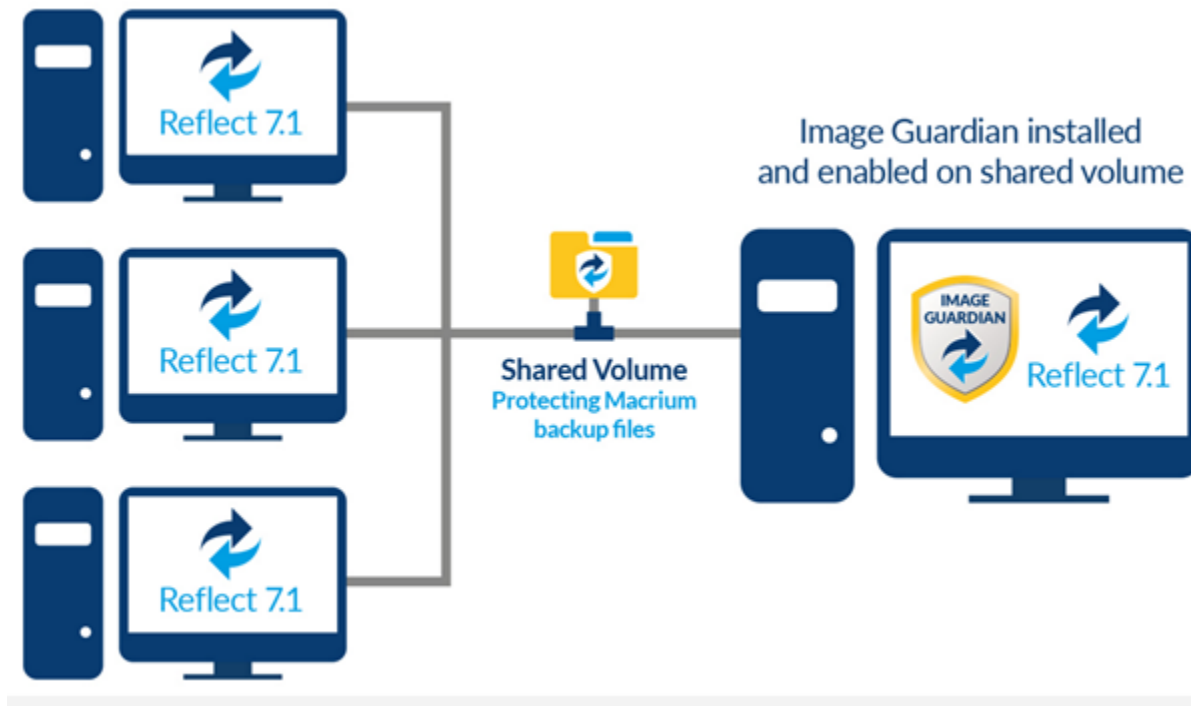 Reflect 7.1
Reflect 7.1
Reflect 7.1
Shared Volume
Protecting Macrium
backup files
Image Guardian installed
and enabled on shared volume
IMAGE
GUARDIAN
Reflect 7.1